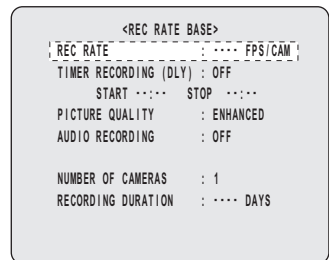 <REC RATE BASE>
REC RATE : ---- FPS/CAM
TIMER RECORDING (DLY) : OFF
START --:-- STOP --:--
PICTURE QUALITY : ENHANCED
AUDIO RECORDING : OFF
NUMBER OF CAMERAS : 1
RECORDING DURATION : ---- DAYS